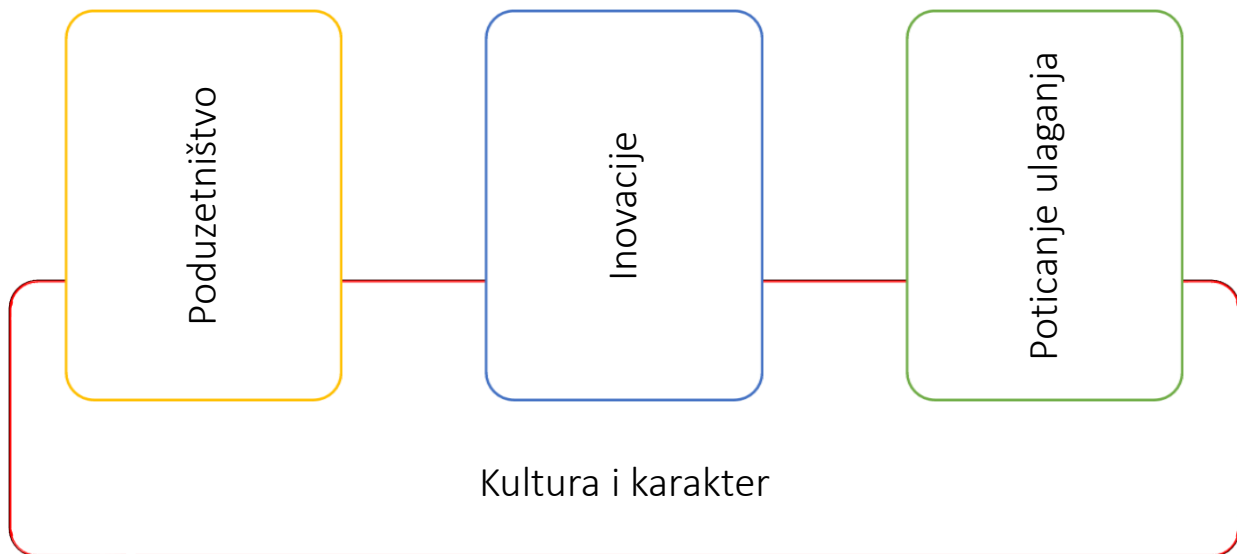 Poduzetništvo
Inovacije
Poticanje ulaganja
Kultura i karakter